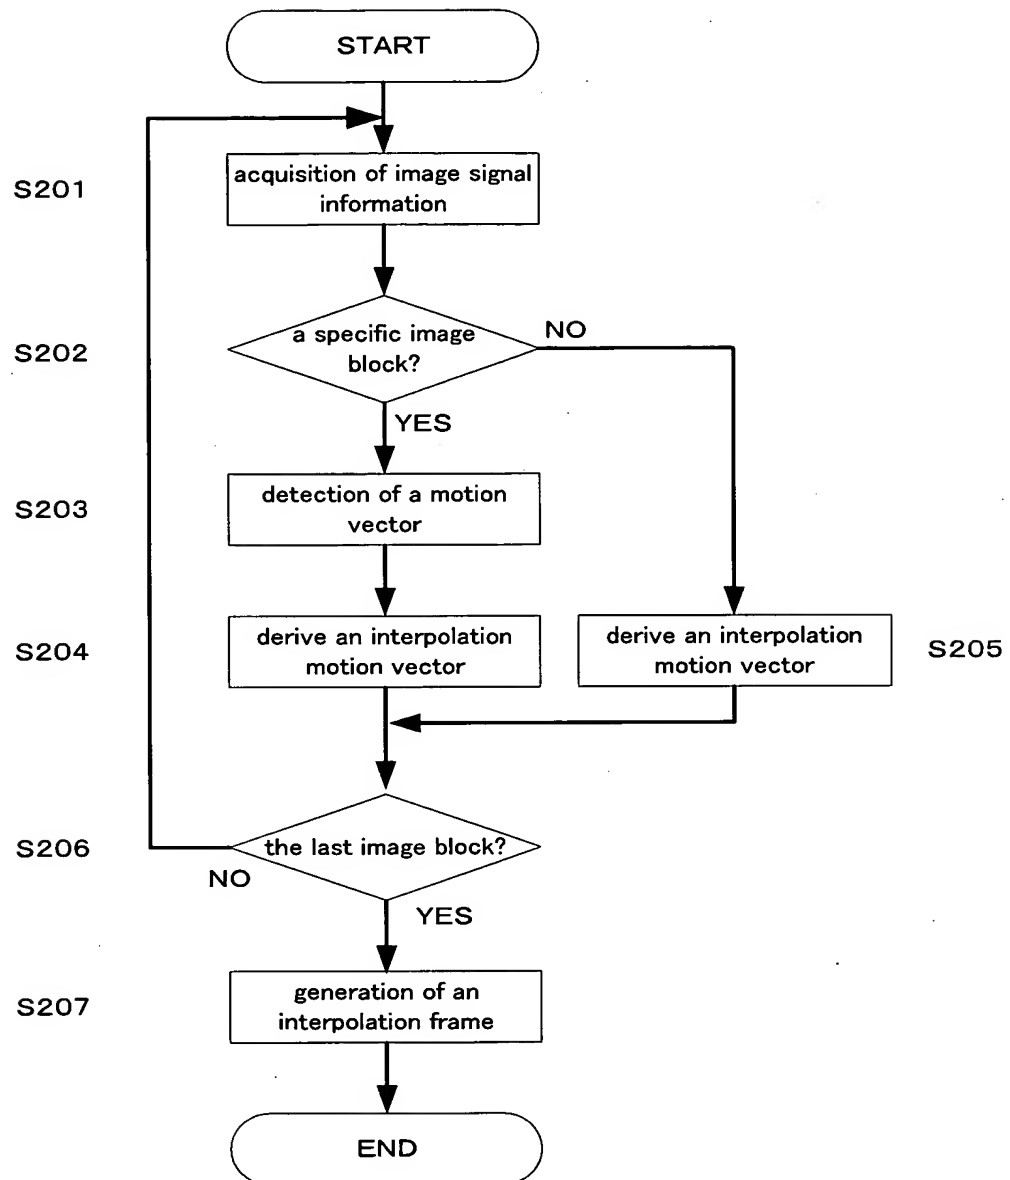 START
S201
acquisition of image signal
information
S202
a specific image
block?
NO
YES
S203
detection of a motion
vector
S204
derive an interpolation
motion vector
derive an interpolation
motion vector
S205
S206
the last image block?
NO
YES
S207
generation of an
interpolation frame
END